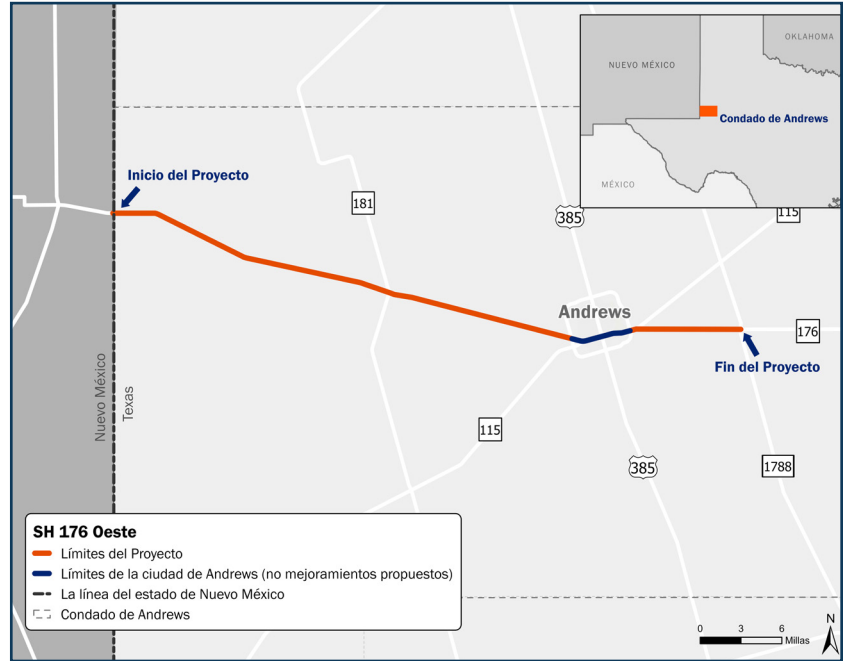 OKLAHOMA
NUEVO MÉXICO
Condado de Andrews
MÉXICO
Inicio del Proyecto
181
385
115
Andrews
176
Fin del Proyecto
Nuevo México
Texas
115
385
1788
SH 176 Oeste
Límites del Proyecto
Límites de la ciudad de Andrews (no mejoramientos propuestos)
La línea del estado de Nuevo México
Condado de Andrews
N
0 3 6
Millas